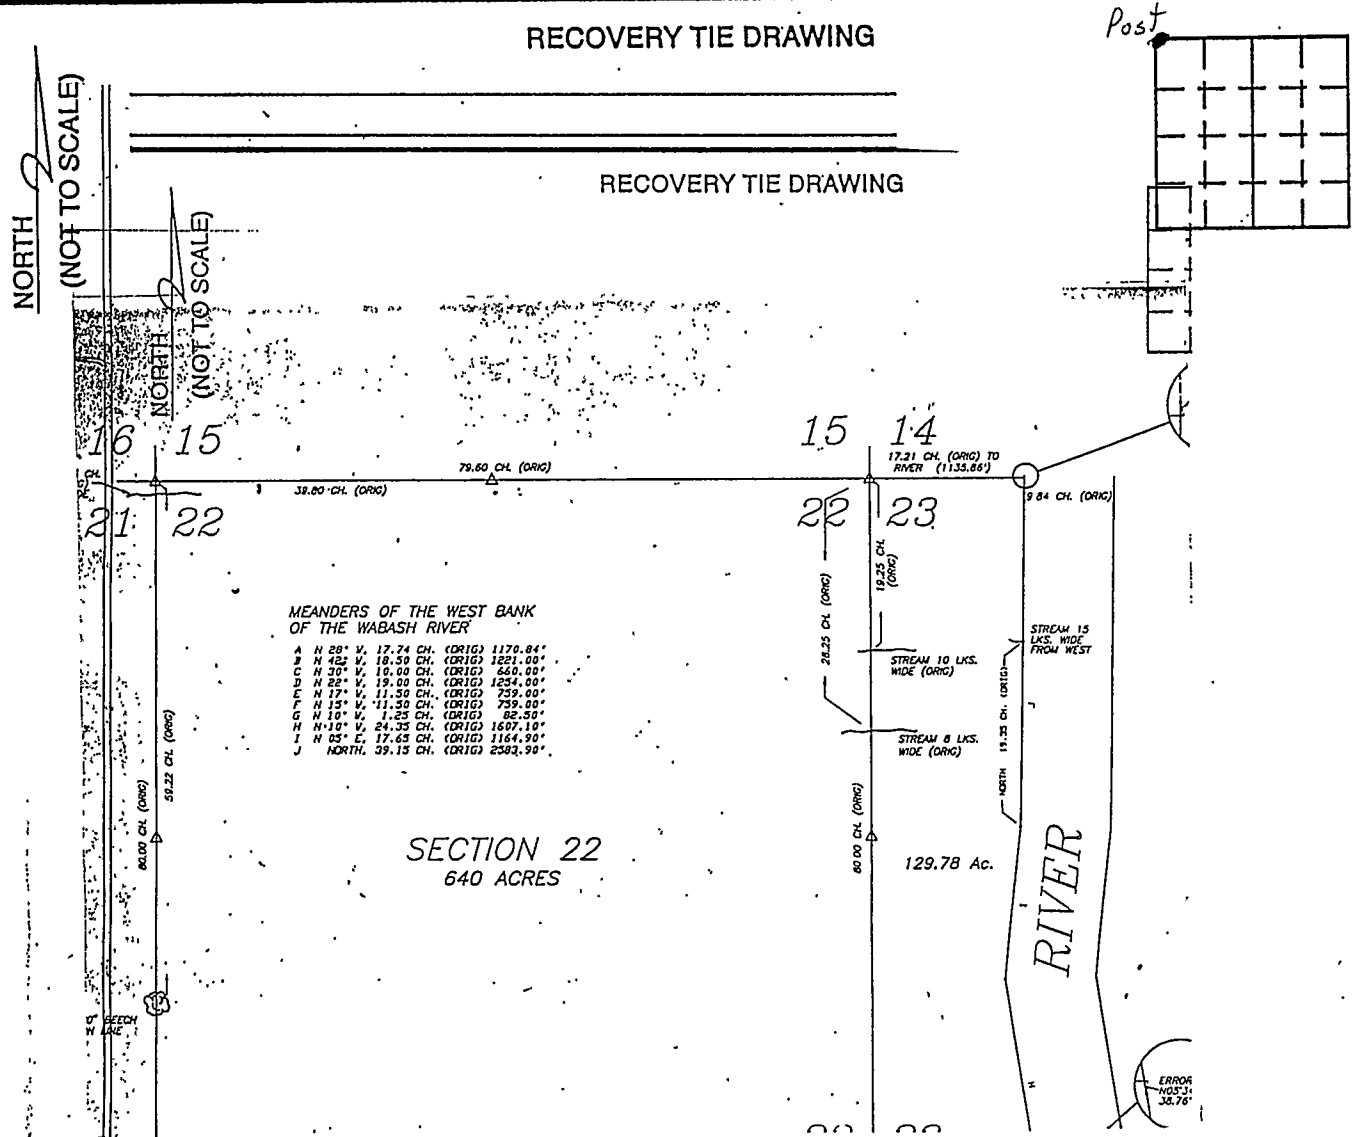 Post
RECOVERY TIE DRAWING
NORTH
(NOT TO SCALE)
RECOVERY TIE DRAWING
NORTH
(NOT TO SCALE)
16 15
15 14
17.21 CH. (ORIG) TO
RIVER (1135.86')
79.60 CH. (ORIG)
39.80 CH. (ORIG)
CH.
9.84 CH. (ORIG)
21 22
22 23
19.25 CH.
(ORIG)
28.25 CH. (ORIG)
MEANDERS OF THE WEST BANK
OF THE WABASH RIVER
A N 28° W, 17.74 CH. (ORIG) 1170.84'
B N 42½ W, 18.50 CH. (ORIG) 1221.00'
C N 30° W, 10.00 CH. (ORIG) 660.00'
D N 22° W, 19.00 CH. (ORIG) 1254.00'
E N 17° W, 11.50 CH. (ORIG) 759.00'
F N 15° W, 11.50 CH. (ORIG) 759.00'
G N 10° W, 1.25 CH. (ORIG) 82.50'
H N 10° W, 24.35 CH. (ORIG) 1607.10'
I N 05° E, 17.65 CH. (ORIG) 1164.90'
J NORTH, 39.15 CH. (ORIG) 2583.90'
STREAM 15
LKS. WIDE
FROM WEST
STREAM 10 LKS.
WIDE (ORIG)
STREAM 8 LKS.
WIDE (ORIG)
NORTH 19.35 CH. (ORIG)
J
59.22 CH. (ORIG)
80.00 CH. (ORIG)
80.00 CH. (ORIG)
SECTION 22
640 ACRES
129.78 Ac.
RIVER
I
BEECH
LINE
H
ERROR
38.76'